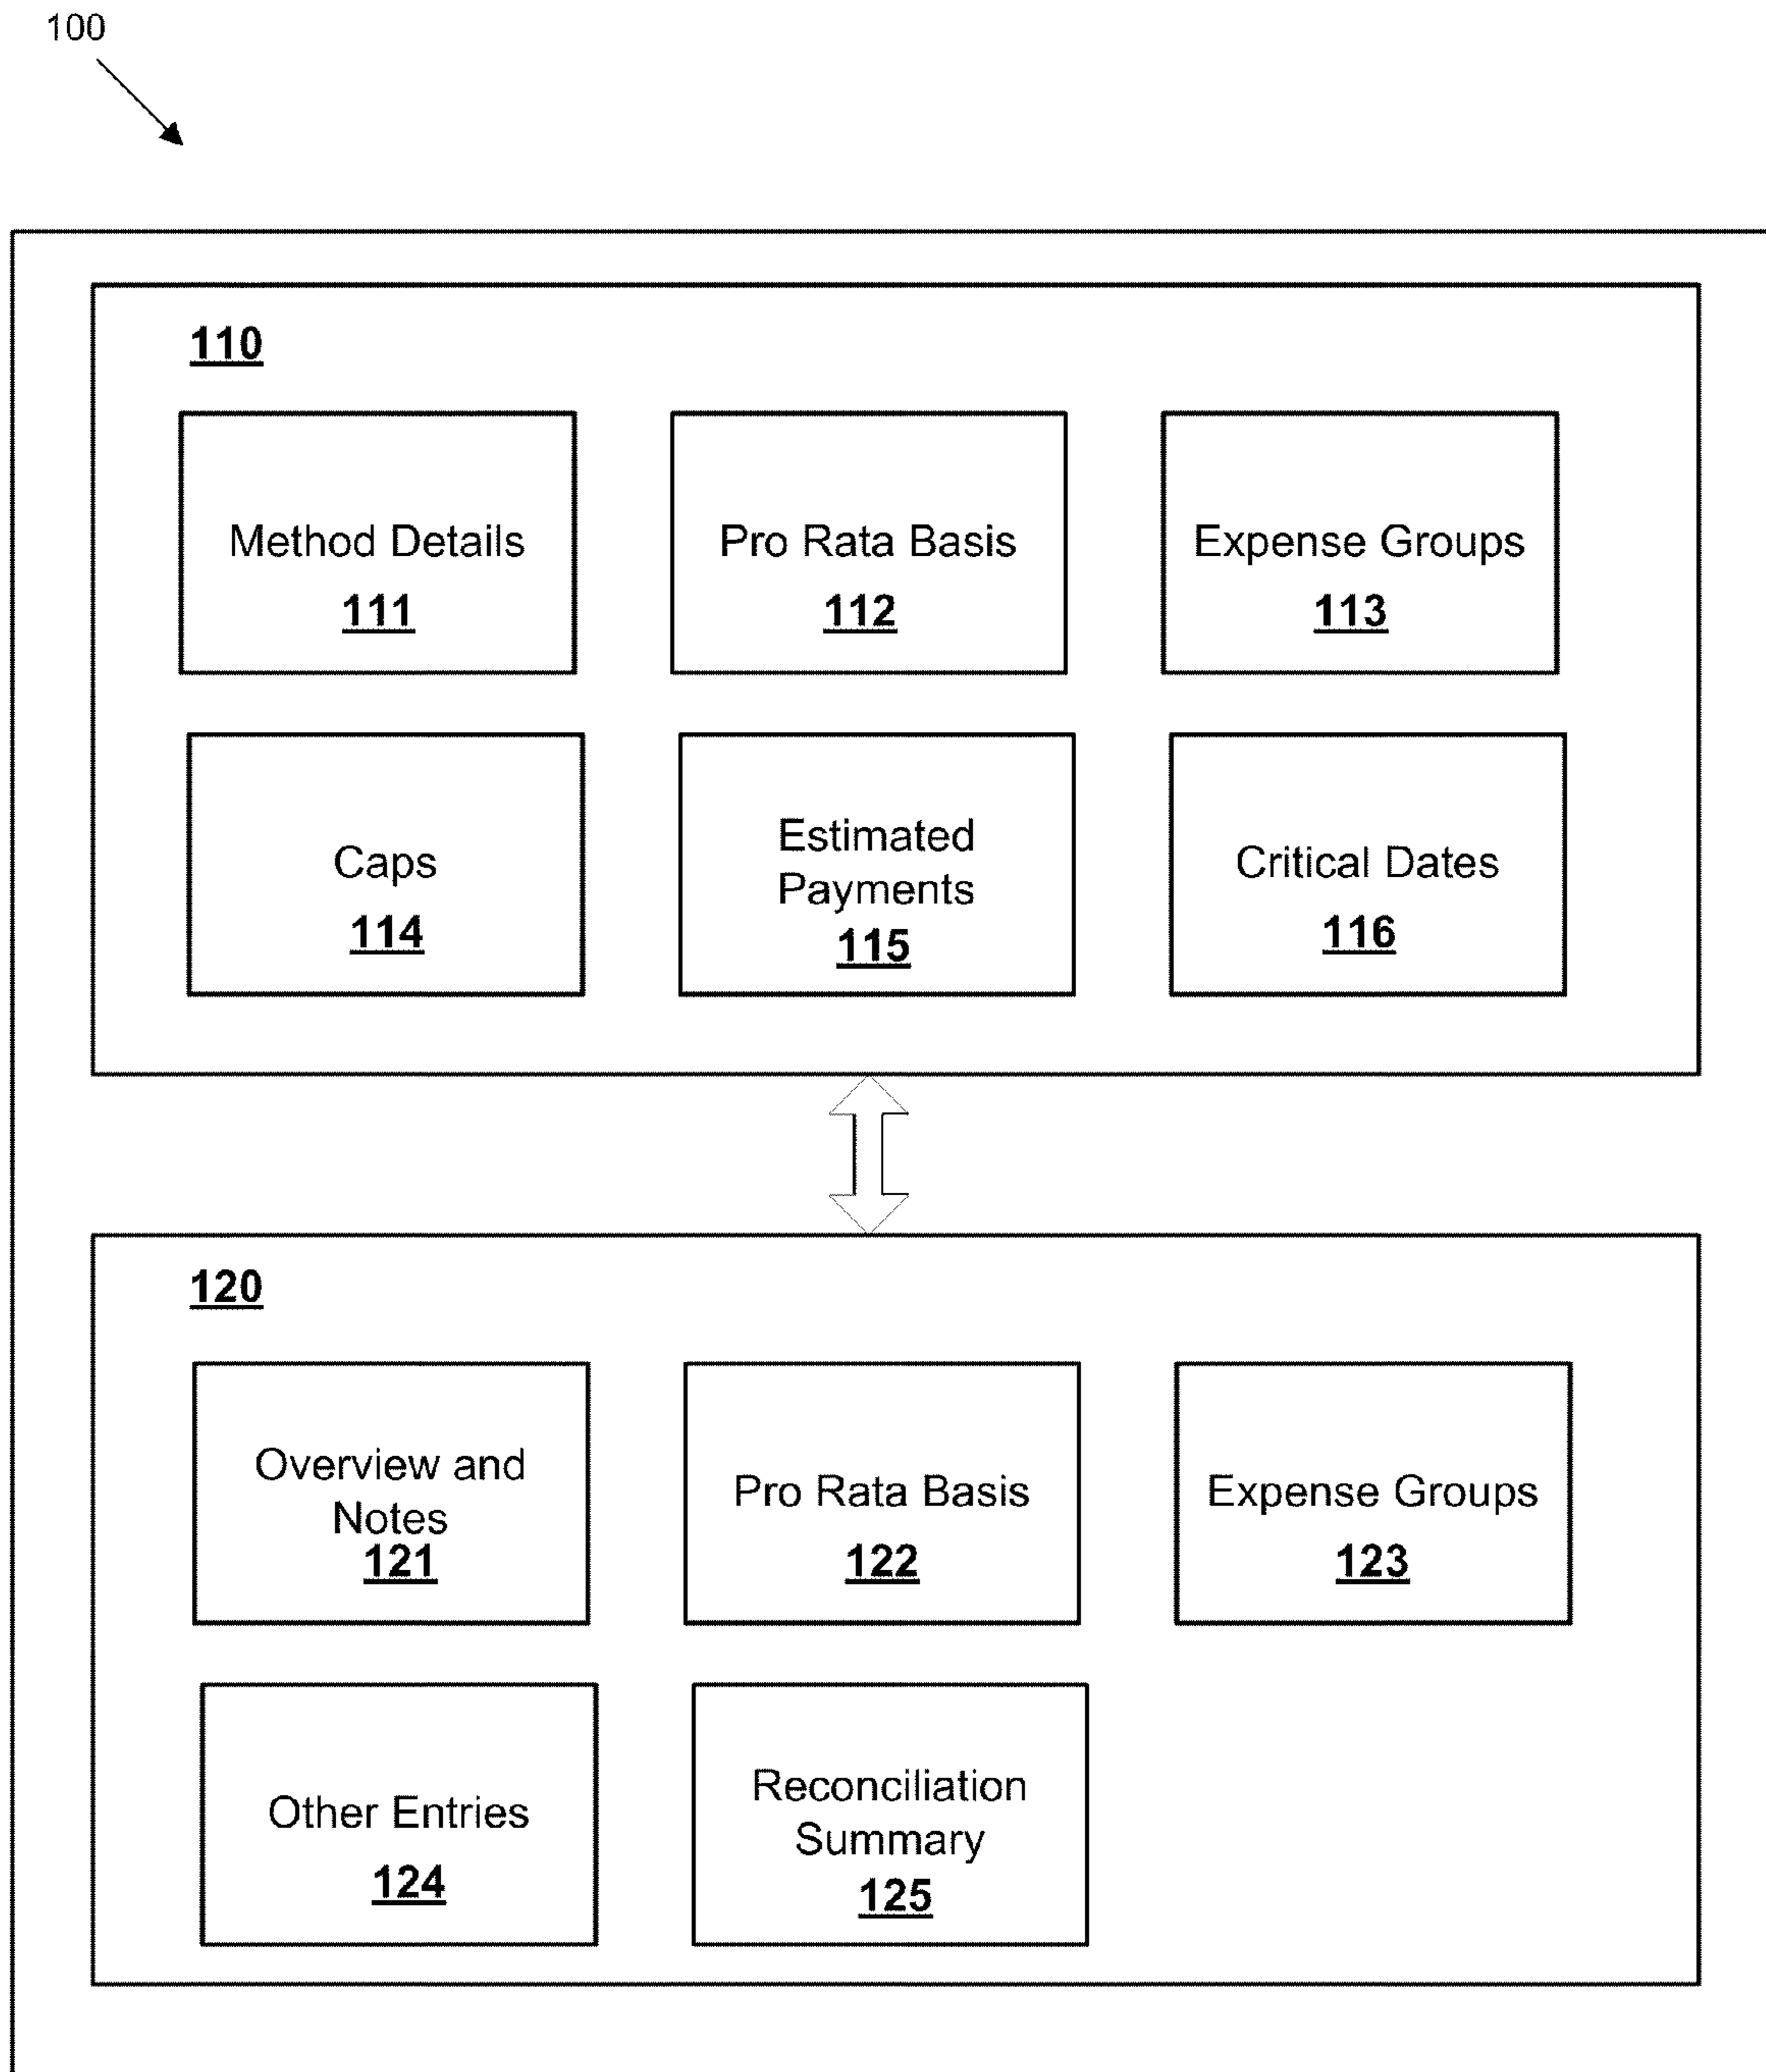 100
110
Method Details
111
Pro Rata Basis
112
Expense Groups
113
Caps
114
Estimated
Payments
115
Critical Dates
116
120
Overview and
Notes
121
Pro Rata Basis
122
Expense Groups
123
Other Entries
124
Reconciliation
Summary
125